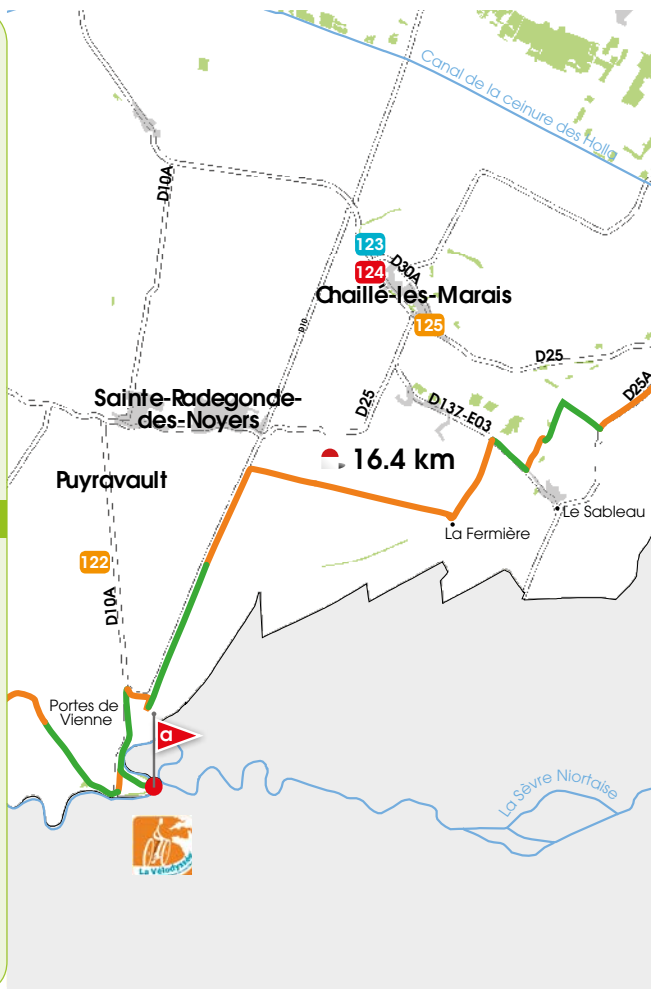 Canal de la ceinure des Holla
D10A
123
D30A
124
Chaillé-les-Marais
D10
125
D25
D25A
Sainte-Radegonde-
des-Noyers
D25
D137-E03
16.4 km
Puyravault
Le Sableau
La Fermière
122
D10A
Portes de
Vienne
a
La Sèvre Niortaise
La Vélodyssée